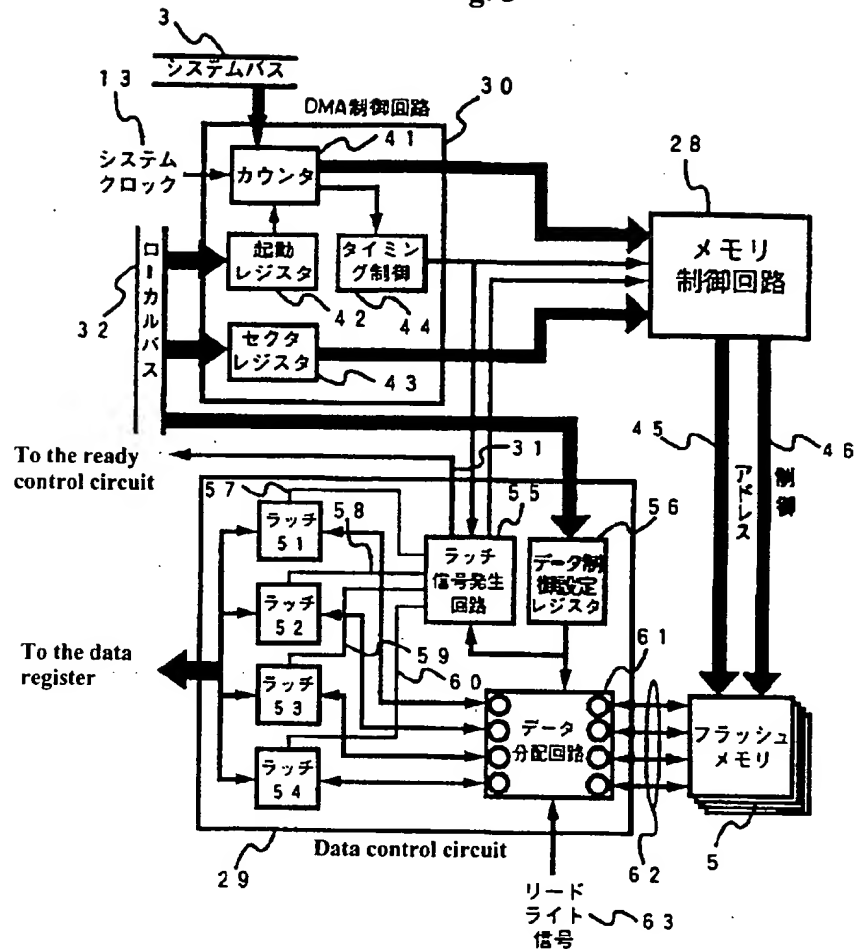 3
システムバス
13
DMA制御回路
30
41
システム
クロック
カウンタ
28
メモリ
制御回路
ローカルバス
32
起動
レジスタ
42
タイミン
グ制御
44
セクタ
レジスタ
43
45
46
アドレス
制御
31
To the ready
control circuit
57
58
55
56
ラッチ
51
ラッチ
信号発生
回路
データ制
御設定
レジスタ
ラッチ
52
59
60
61
To the data
register
ラッチ
53
データ
分配回路
フラッシュ
メモリ
ラッチ
54
5
62
29
Data control circuit
リード
ライト
信号
63